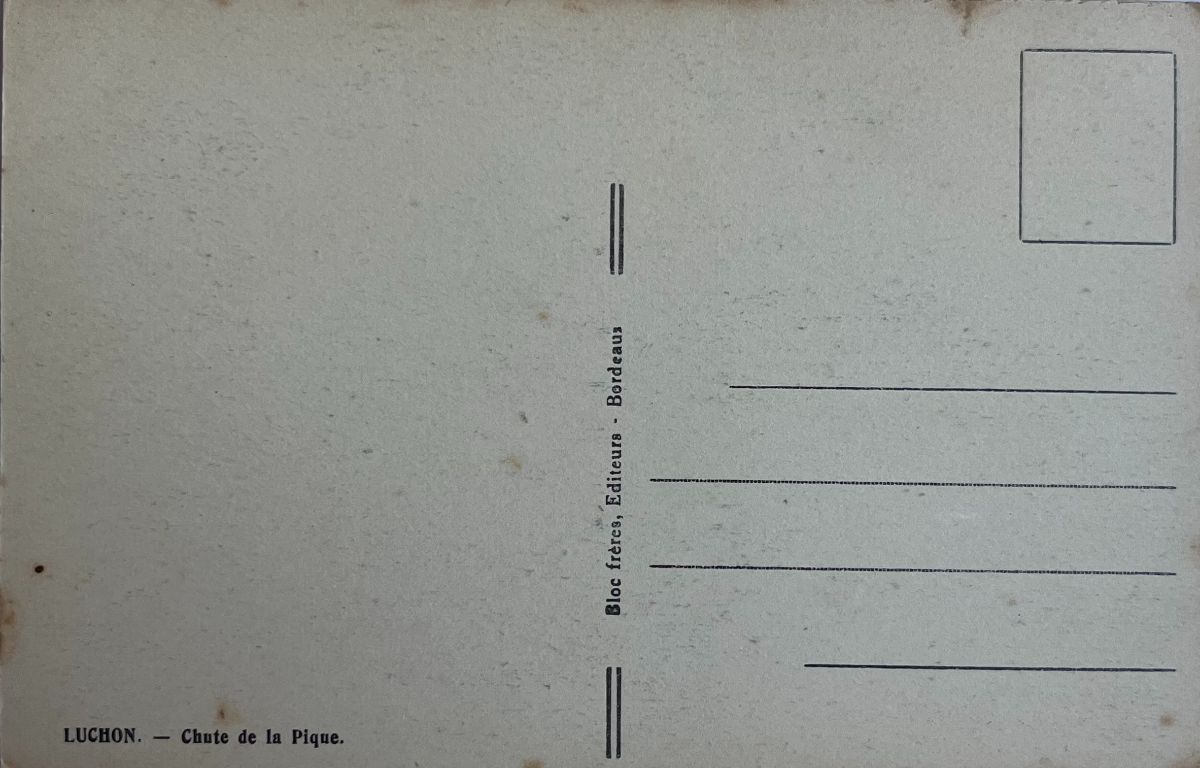 Bloc frères, Editeurs - Bordeaux
LUCHON. — Chute de la Pique.